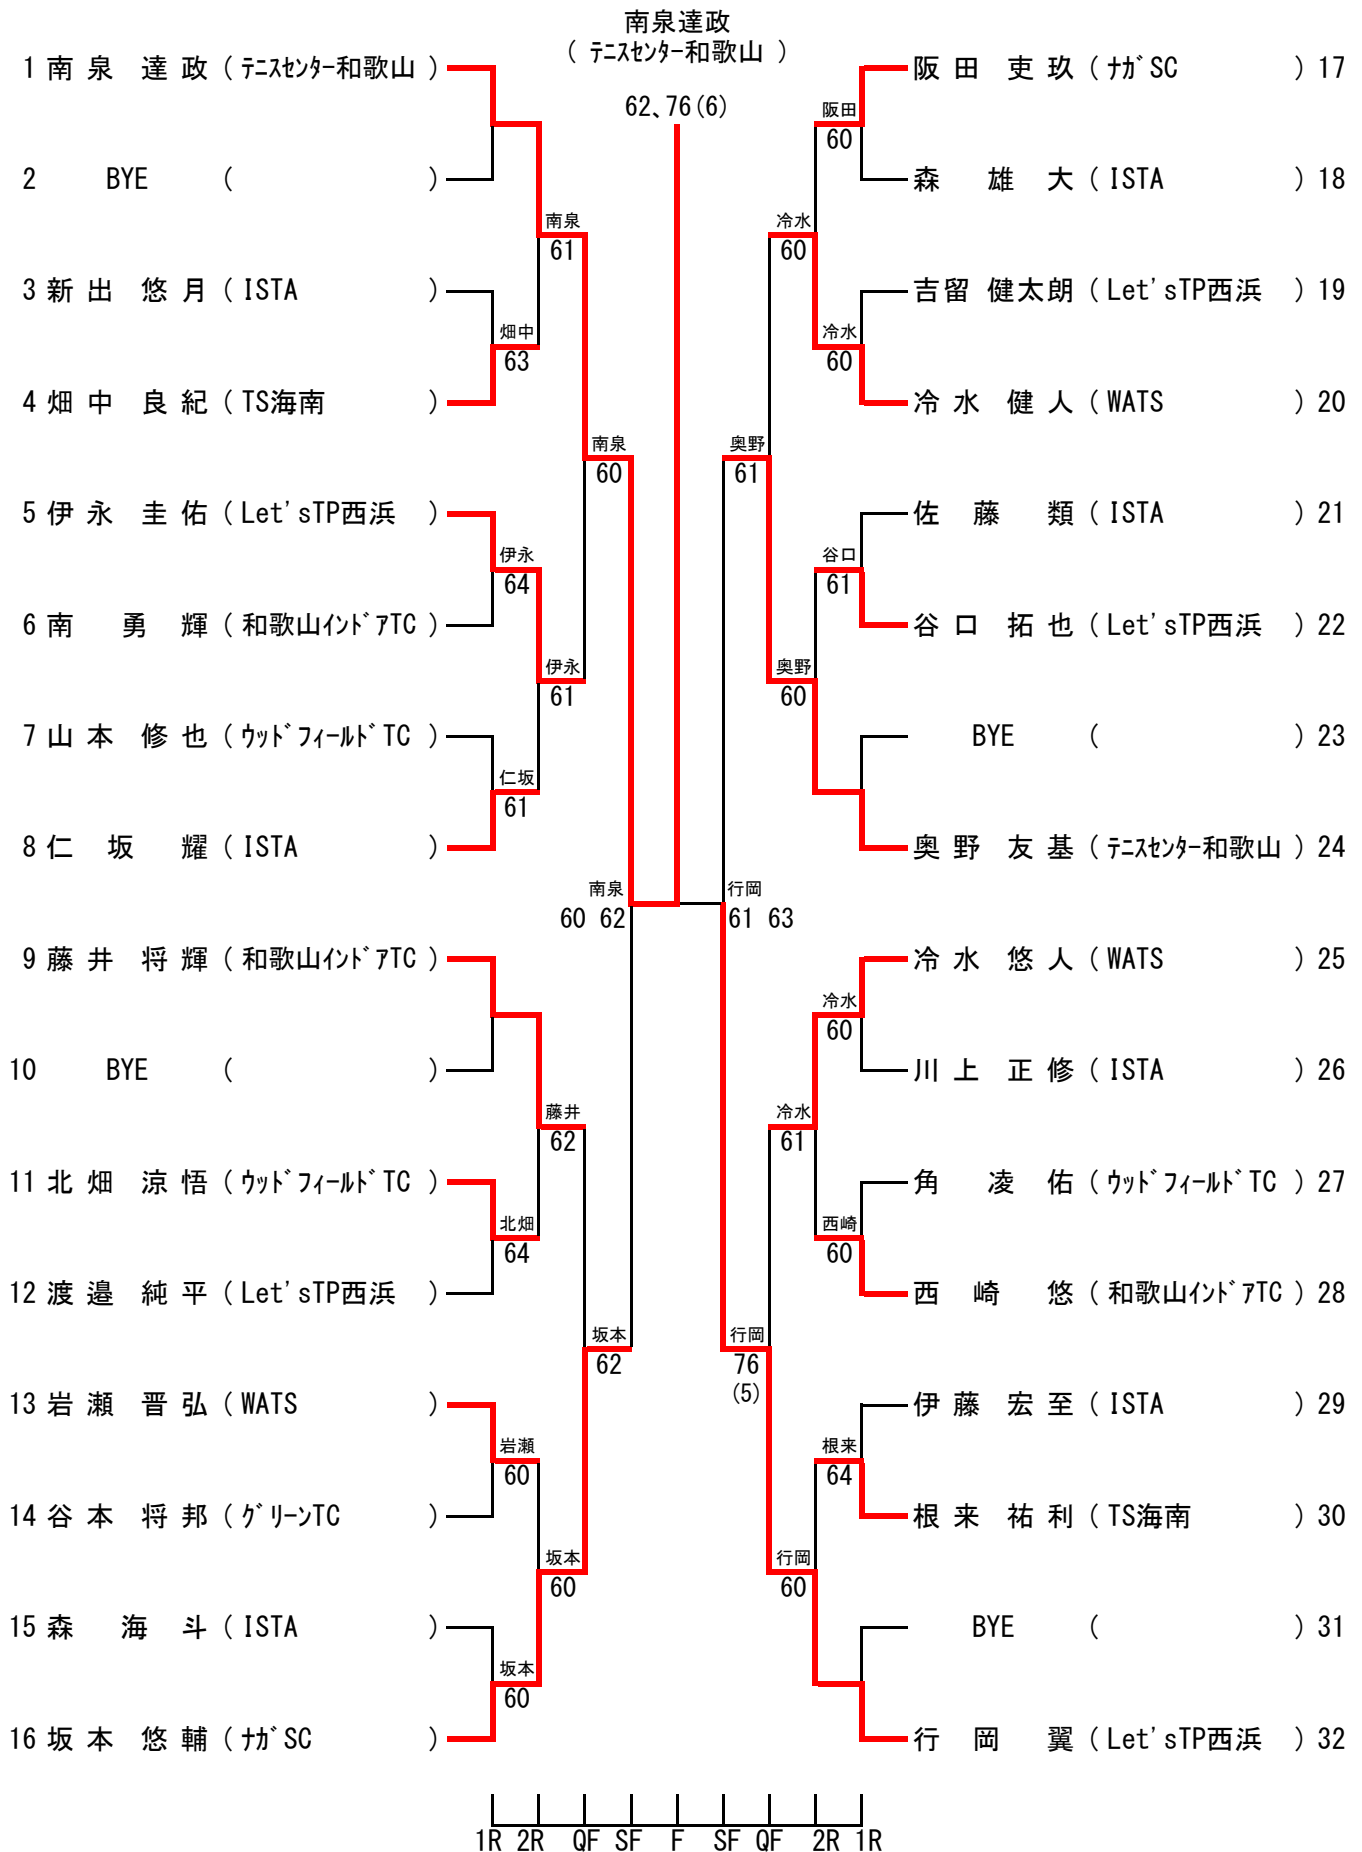 南泉達政
( テニスセンター和歌山 )
62、76(6)
1 南 泉 達 政 ( テニスセンター和歌山 )
2 BYE ( )
南泉
61
3 新 出 悠 月 ( ISTA )
畑中
63
4 畑 中 良 紀 ( TS海南 )
南泉
60
5 伊 永 圭 佑 ( Let'sTP西浜 )
伊永
64
6 南 勇 輝 ( 和歌山インドアTC )
伊永
61
7 山 本 修 也 ( ウッドフィールドTC )
仁坂
61
8 仁 坂 耀 ( ISTA )
南泉
60 62
9 藤 井 将 輝 ( 和歌山インドアTC )
10 BYE ( )
藤井
62
11 北 畑 涼 悟 ( ウッドフィールドTC )
北畑
64
12 渡 邉 純 平 ( Let'sTP西浜 )
坂本
62
13 岩 瀬 晋 弘 ( WATS )
岩瀬
60
14 谷 本 将 邦 ( グリーンTC )
坂本
60
15 森 海 斗 ( ISTA )
坂本
60
16 坂 本 悠 輔 ( ナガSC )
阪 田 吏 玖 ( ナガSC ) 17
阪田
60
森 雄 大 ( ISTA ) 18
冷水
60
吉留 健太朗 ( Let'sTP西浜 ) 19
冷水
60
冷 水 健 人 ( WATS ) 20
奥野
61
佐 藤 類 ( ISTA ) 21
谷口
61
谷 口 拓 也 ( Let'sTP西浜 ) 22
奥野
60
BYE ( ) 23
奥 野 友 基 ( テニスセンター和歌山 ) 24
行岡
61 63
冷 水 悠 人 ( WATS ) 25
冷水
60
川 上 正 修 ( ISTA ) 26
冷水
61
角 凌 佑 ( ウッドフィールドTC ) 27
西崎
60
西 崎 悠 ( 和歌山インドアTC ) 28
行岡
76
(5)
伊 藤 宏 至 ( ISTA ) 29
根来
64
根 来 祐 利 ( TS海南 ) 30
行岡
60
BYE ( ) 31
行 岡 翼 ( Let'sTP西浜 ) 32
1R 2R QF SF F SF QF 2R 1R